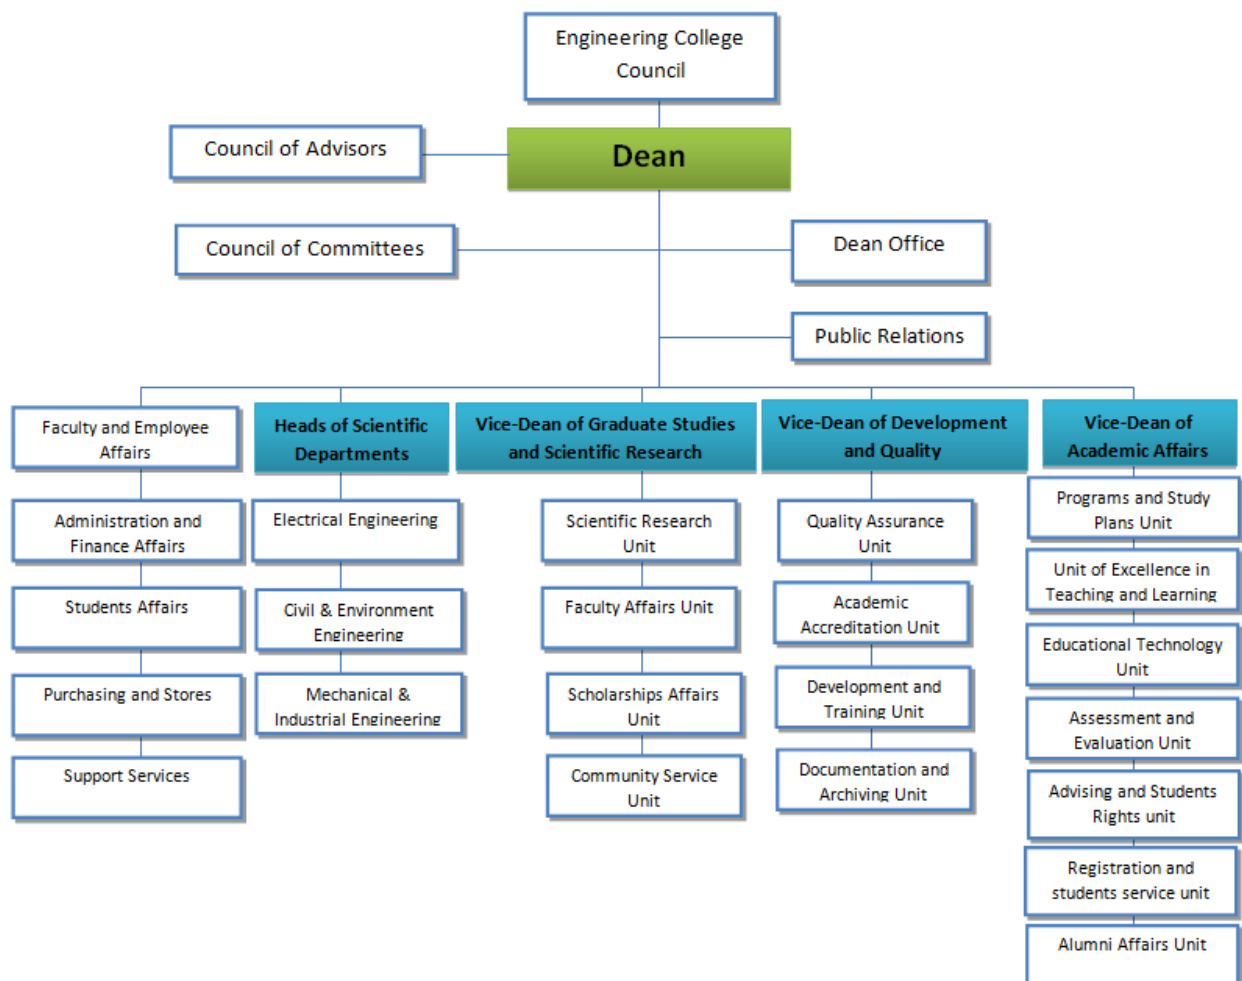 Engineering College
Council
Council of Advisors
Dean
Council of Committees
Dean Office
Public Relations
Faculty and Employee
Affairs
Administration and
Finance Affairs
Students Affairs
Purchasing and Stores
Support Services
Heads of Scientific
Departments
Electrical Engineering
Civil & Environment
Engineering
Mechanical &
Industrial Engineering
Vice-Dean of Graduate Studies
and Scientific Research
Scientific Research
Unit
Faculty Affairs Unit
Scholarships Affairs
Unit
Community Service
Unit
Vice-Dean of Development
and Quality
Quality Assurance
Unit
Academic
Accreditation Unit
Development and
Training Unit
Documentation and
Archiving Unit
Vice-Dean of
Academic Affairs
Programs and Study
Plans Unit
Unit of Excellence in
Teaching and Learning
Educational Technology
Unit
Assessment and
Evaluation Unit
Advising and Students
Rights unit
Registration and
students service unit
Alumni Affairs Unit